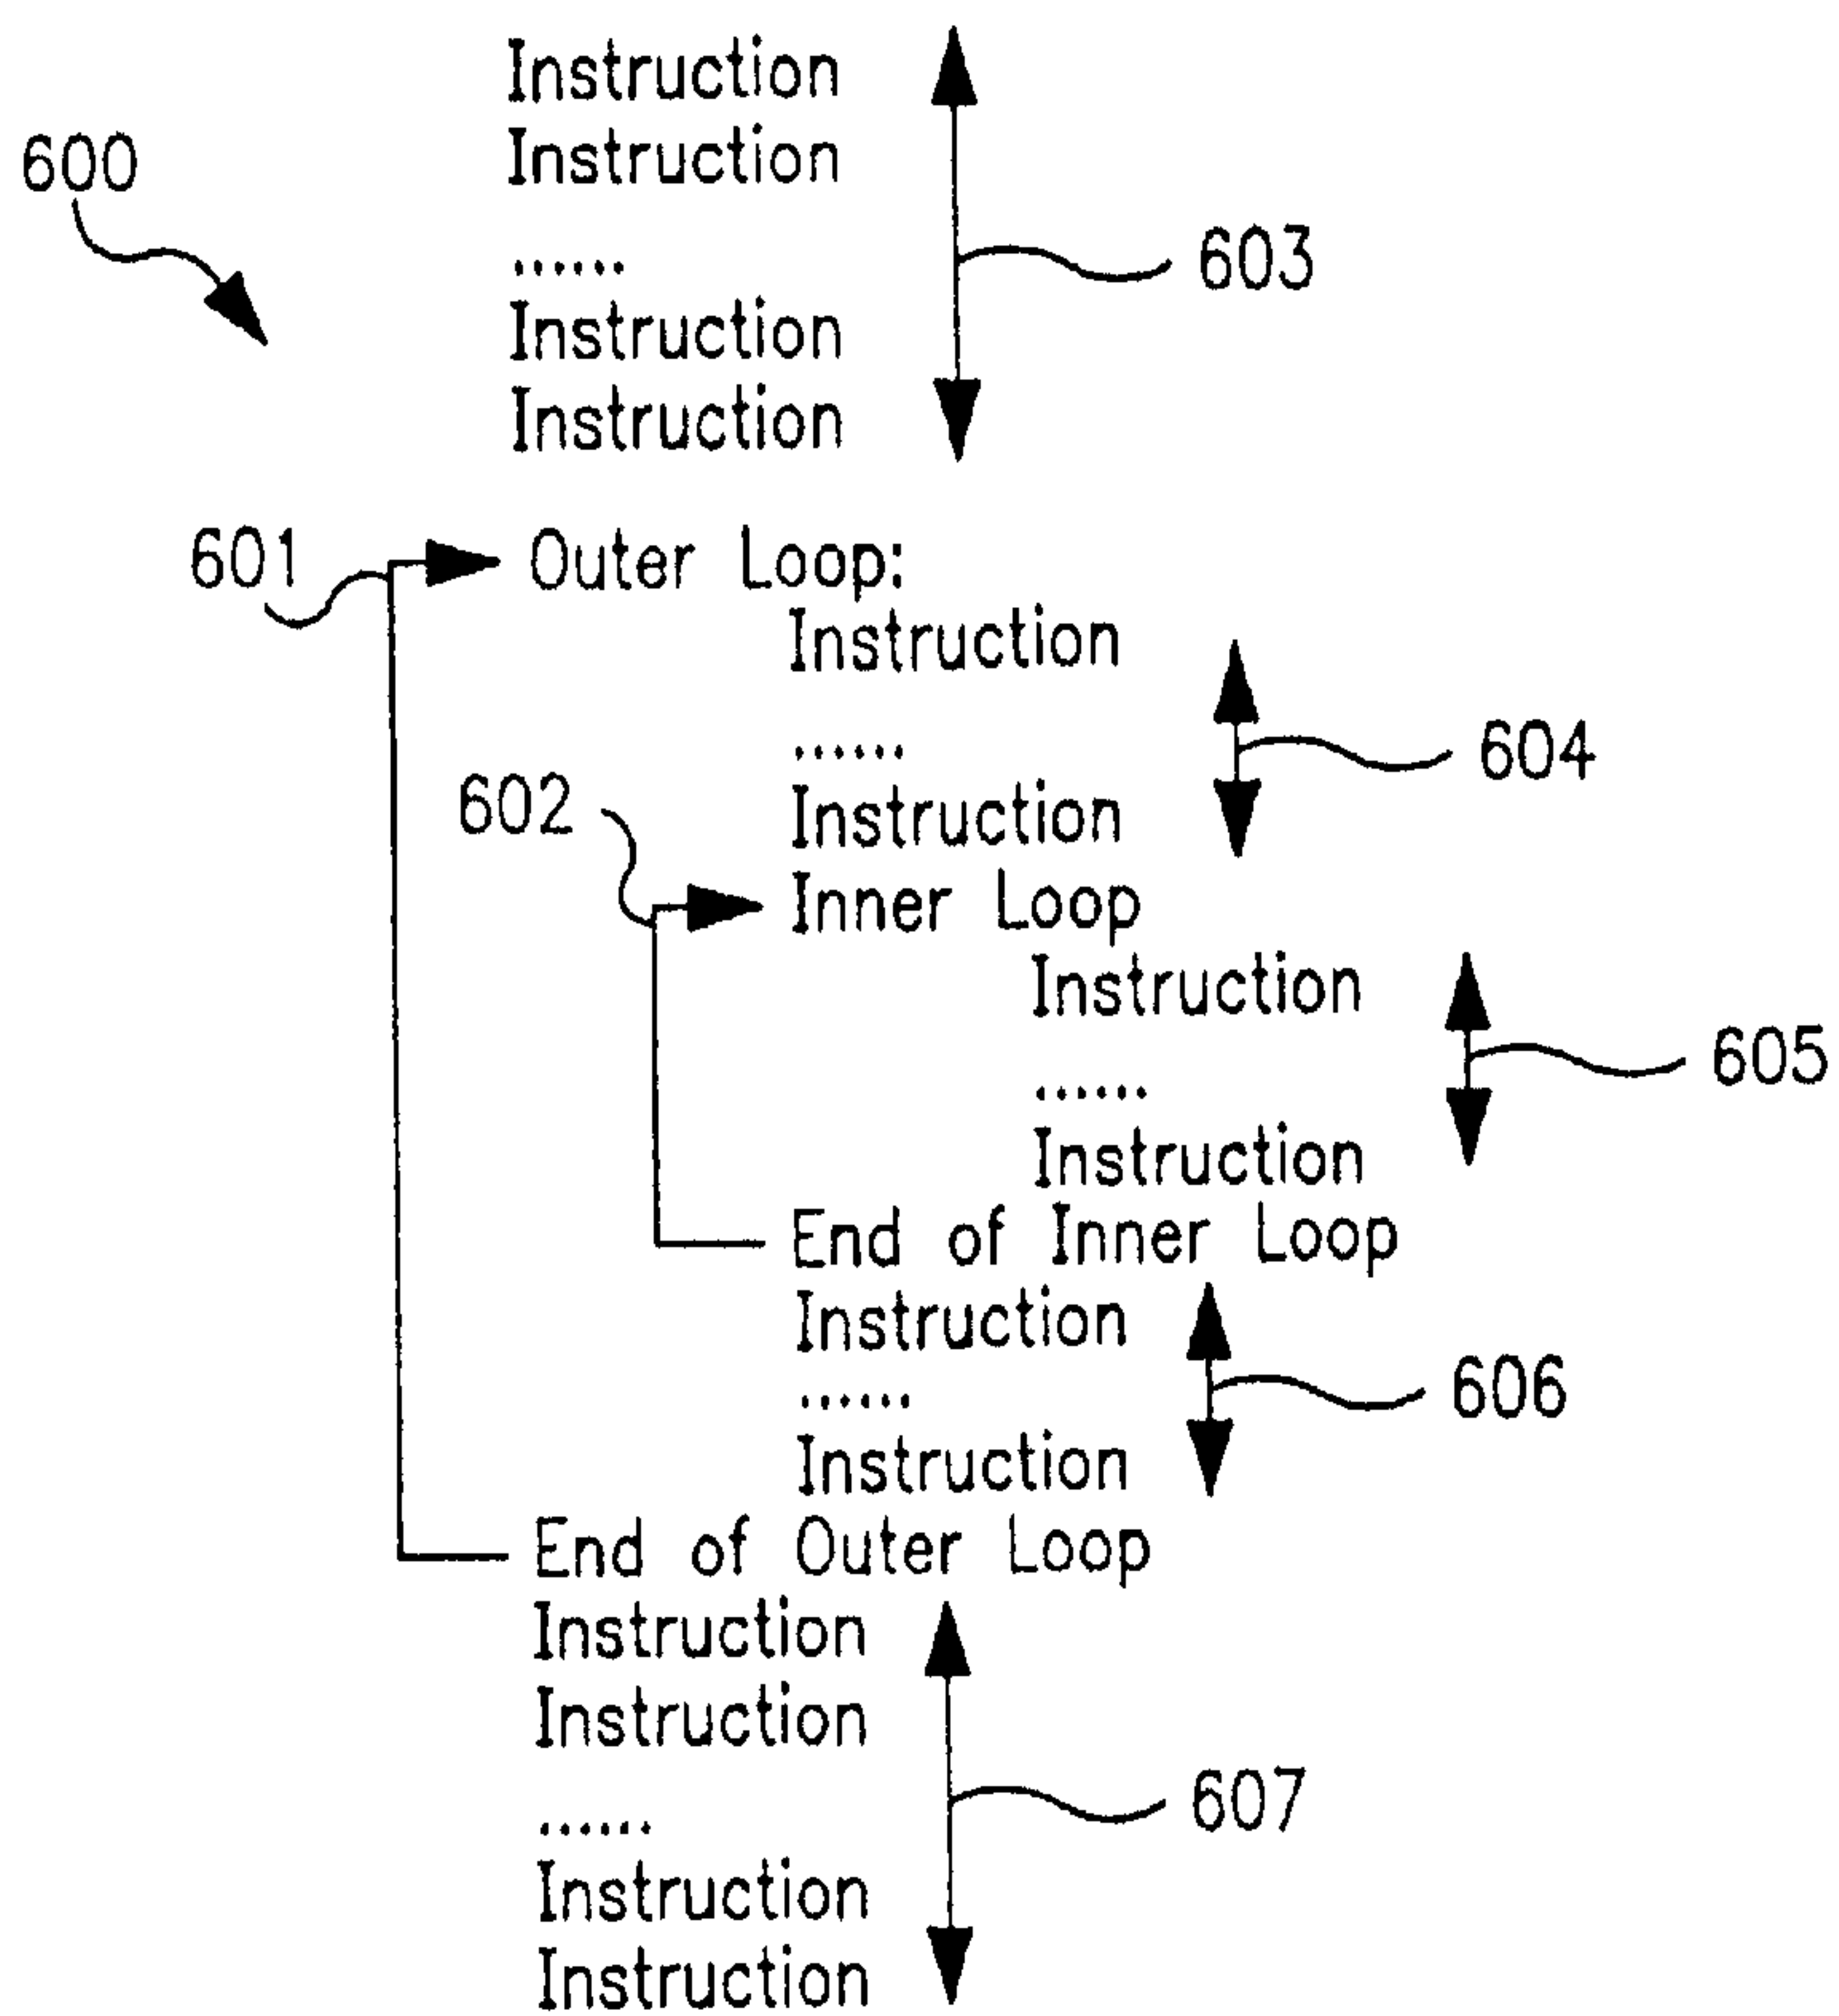 Instruction
600
Instruction
......
603
Instruction
Instruction
601
Outer Loop:
Instruction
......
604
602
Instruction
Inner Loop
Instruction
605
......
Instruction
End of Inner Loop
Instruction
......
606
Instruction
End of Outer Loop
Instruction
Instruction
607
......
Instruction
Instruction